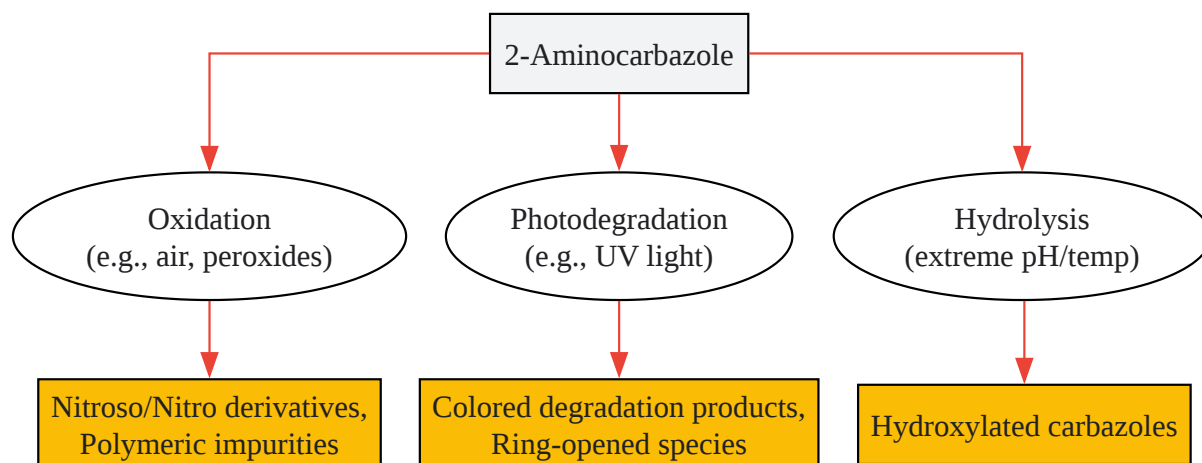 2-Aminocarbazole
Oxidation
(e.g., air, peroxides)
Photodegradation
(e.g., UV light)
Hydrolysis
(extreme pH/temp)
Nitroso/Nitro derivatives,
Polymeric impurities
Colored degradation products,
Ring-opened species
Hydroxylated carbazoles